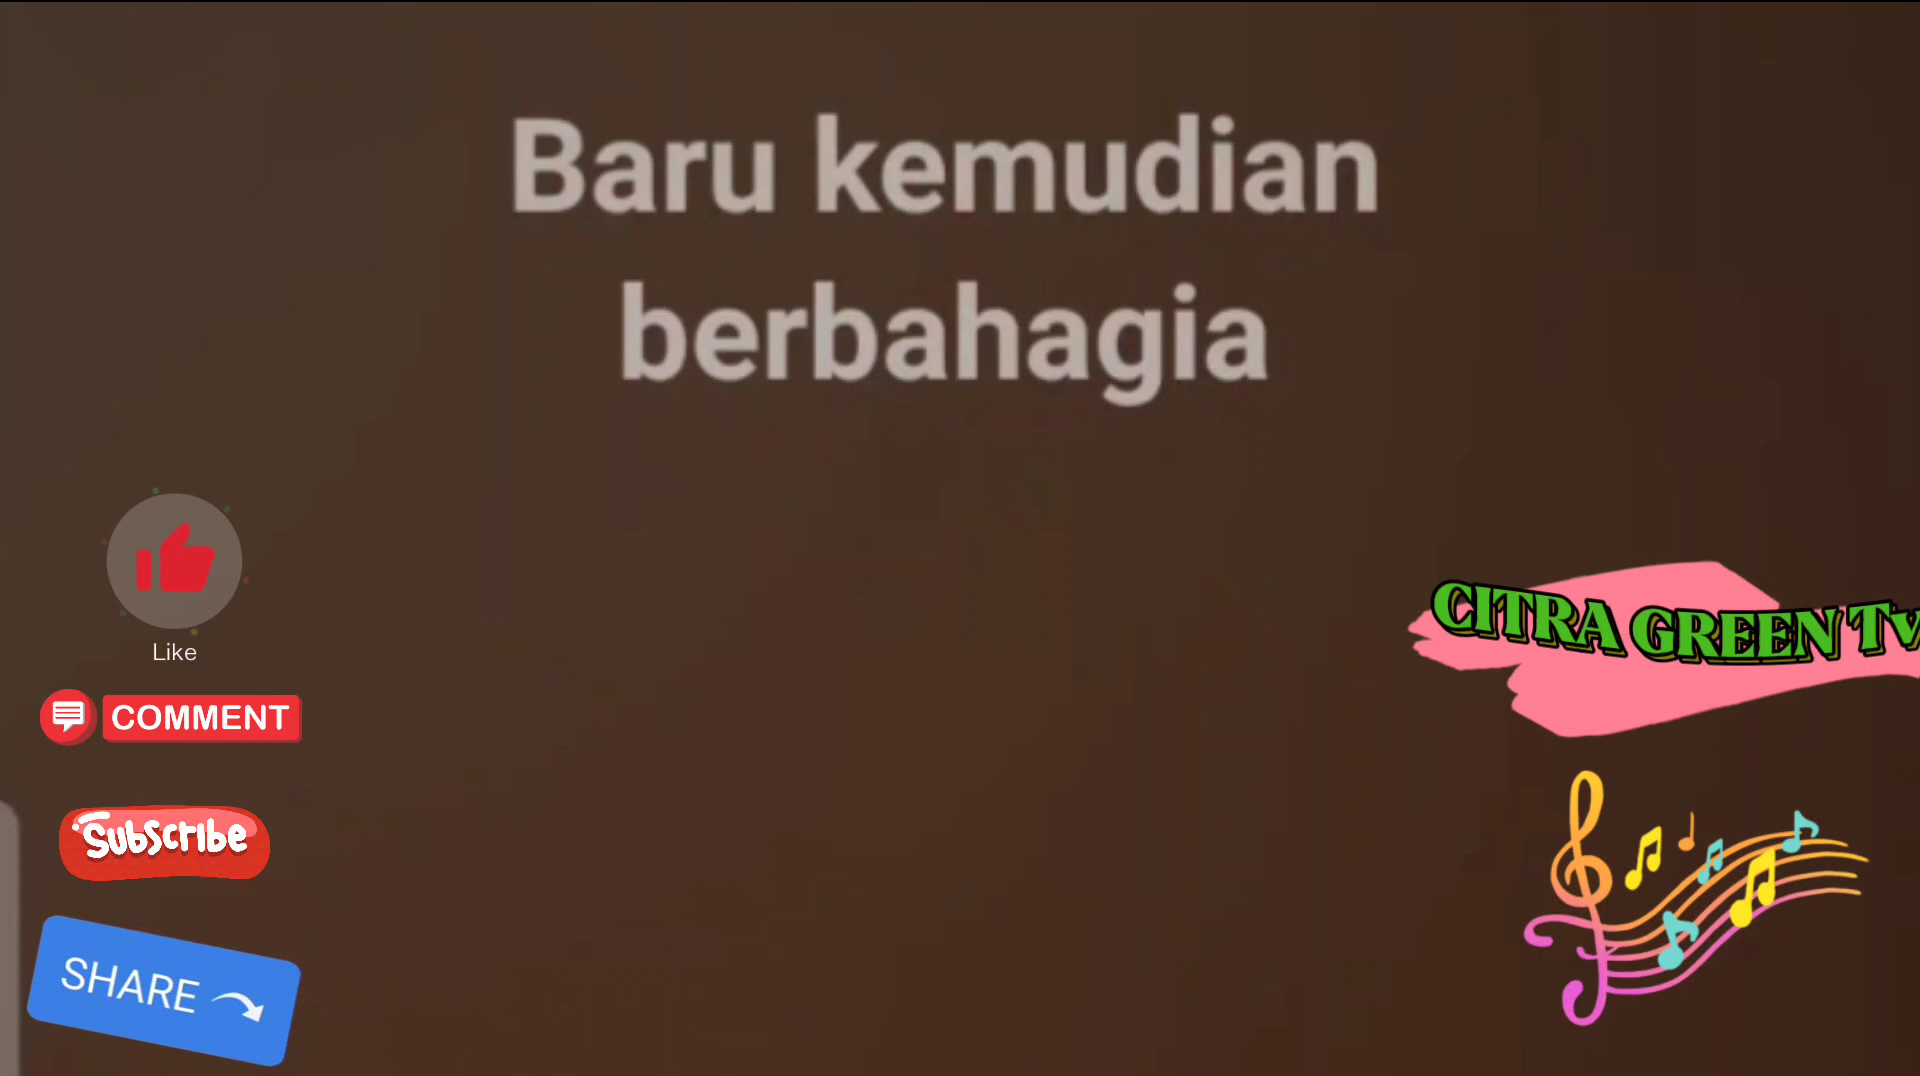 Baru kemudian
berbahagia
Like
COMMENT
Subscribe
SHARE
CITRA GREEN Tv